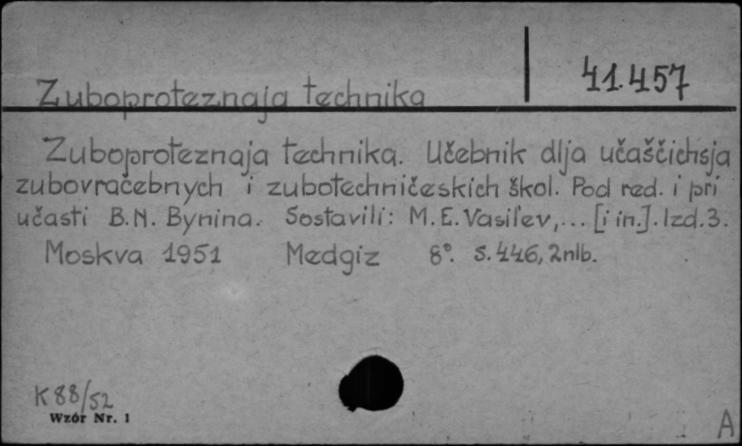 41.457
Zuboproteznaja technika
Zuboproteznaja technika. Učebnik dlja učaščichsja
zubovračebnych i zubotechničeskich škol. Pod red. i pri
učasti B.N. Bynina. Sostavili: M.E. Vasil'ev,... [i in.]. Izd. 3.
Moskva 1951 Medgiz 8°. S. 446, 2nlb.
K 88/52
Wzór Nr. 1
A